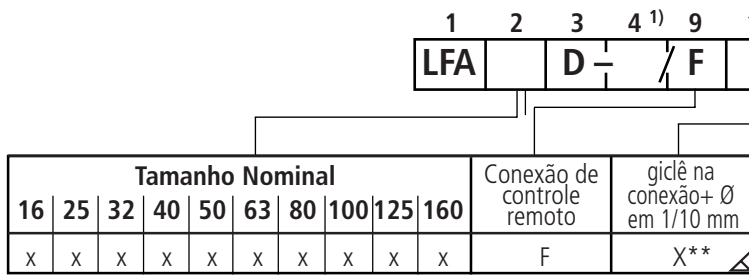 1 2 3 4 1) 9
LFA D – / F
Tamanho Nominal
16 25 32 40 50 63 80 100 125 160
x x x x x x x x x x
Conexão de
controle
remoto
F
giclê na
conexão+ Ø
em 1/10 mm
X**